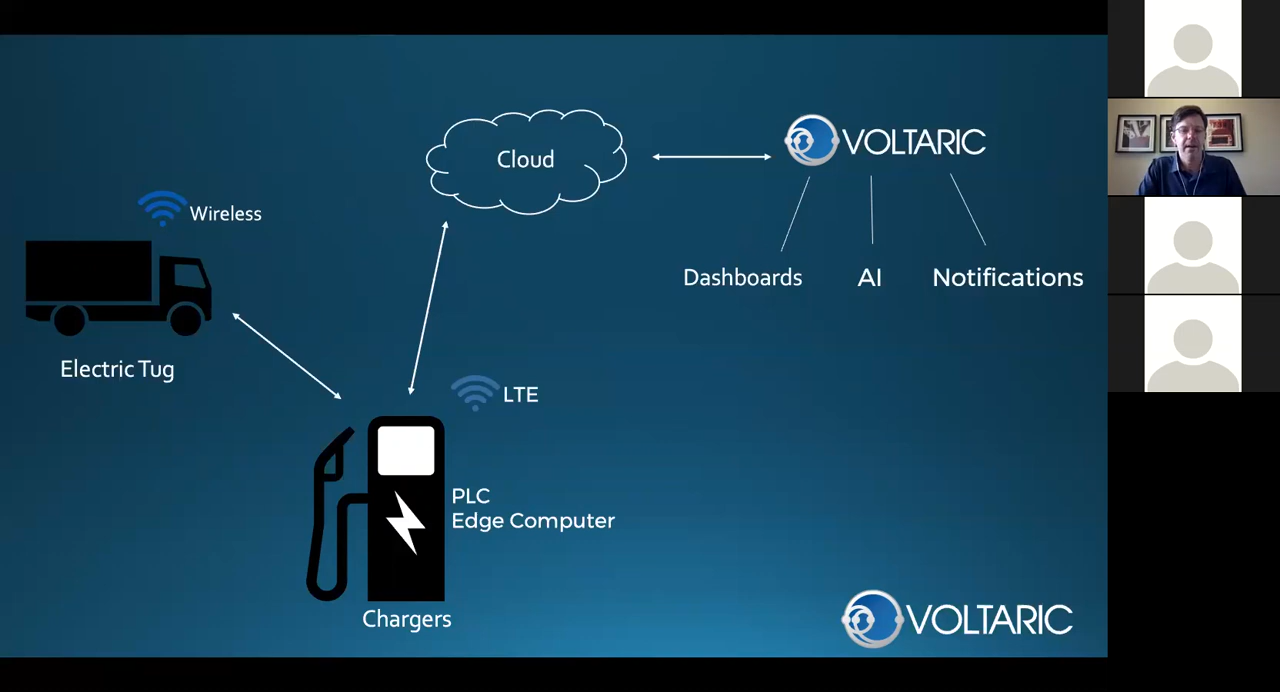 Cloud
VOLTARIC
Wireless
Dashboards
AI
Notifications
Electric Tug
LTE
PLC
Edge Computer
Chargers
VOLTARIC